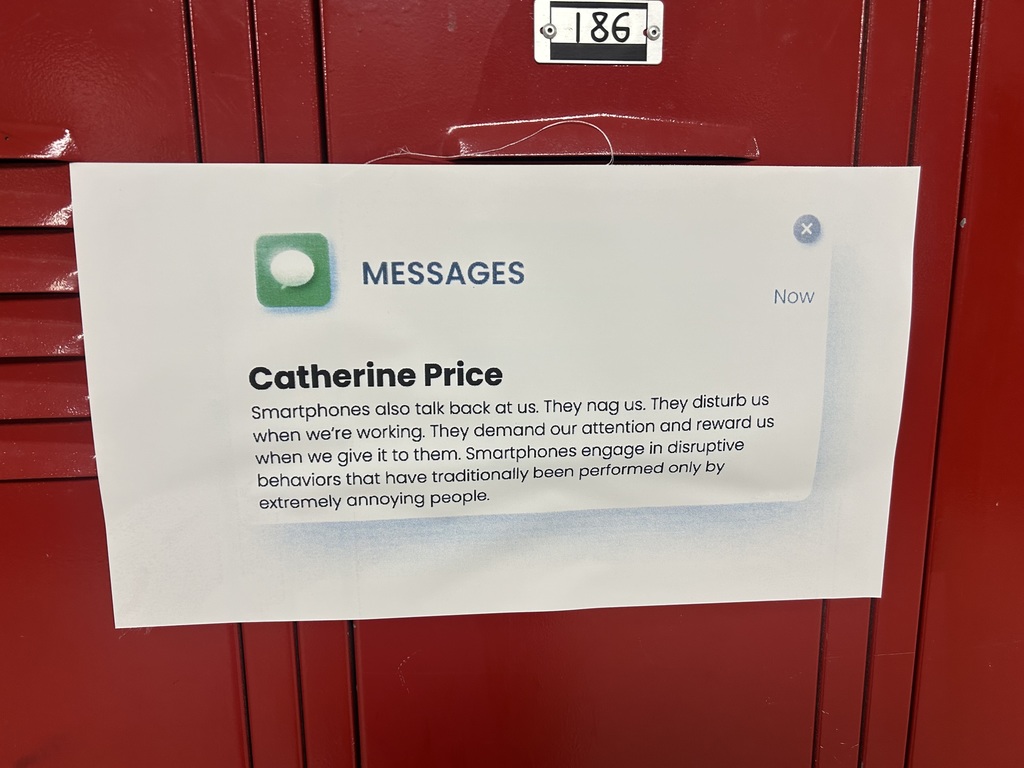 186
MESSAGES
Now
Catherine Price
Smartphones also talk back at us. They nag us. They disturb us
when we're working. They demand our attention and reward us
when we give it to them. Smartphones engage in disruptive
behaviors that have traditionally been performed only by
extremely annoying people.